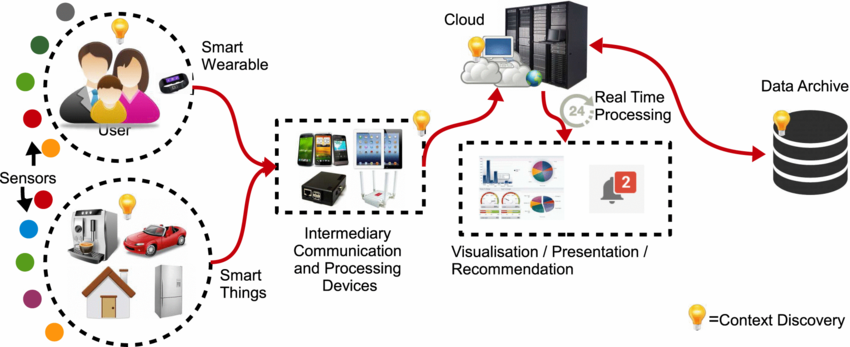 Smart
Wearable
User
Sensors
Smart
Things
Intermediary
Communication
and Processing
Devices
Cloud
24
Real Time
Processing
2
Visualisation / Presentation /
Recommendation
Data Archive
=Context Discovery